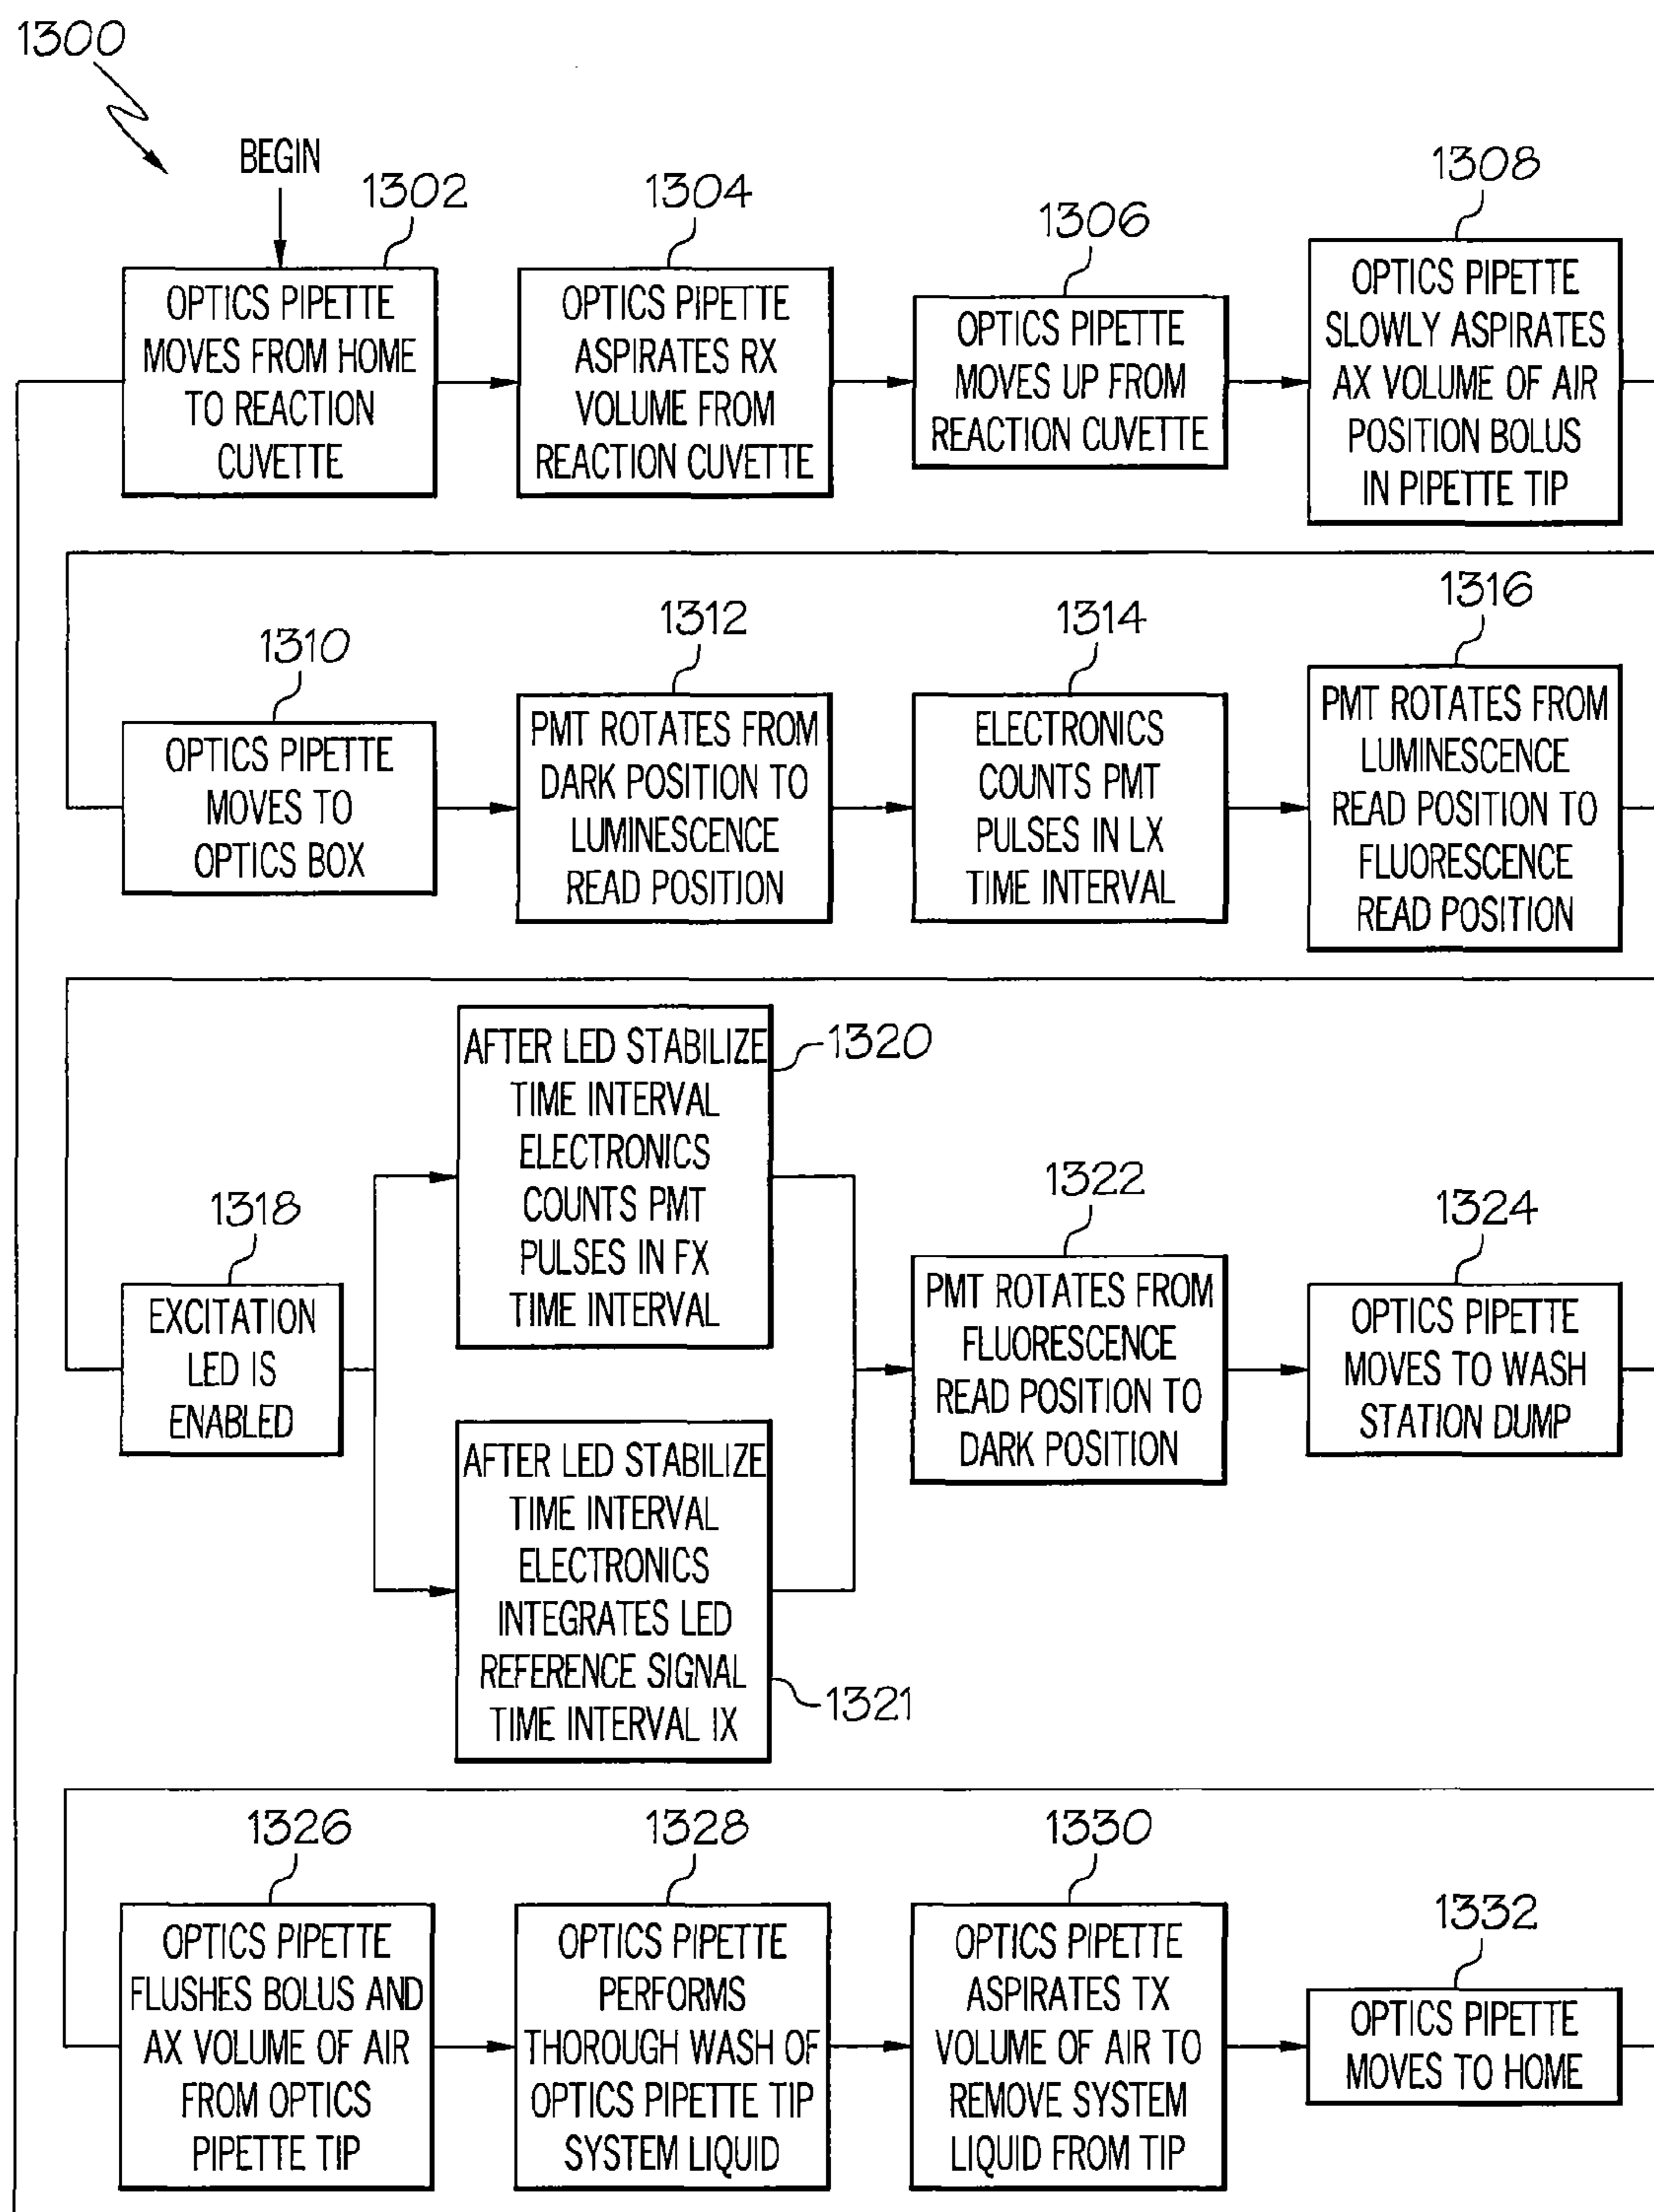 1300
BEGIN
1302
OPTICS PIPETTE
MOVES FROM HOME
TO REACTION
CUVETTE
1304
OPTICS PIPETTE
ASPIRATES RX
VOLUME FROM
REACTION CUVETTE
1306
OPTICS PIPETTE
MOVES UP FROM
REACTION CUVETTE
1308
OPTICS PIPETTE
SLOWLY ASPIRATES
AX VOLUME OF AIR
POSITION BOLUS
IN PIPETTE TIP
1310
OPTICS PIPETTE
MOVES TO
OPTICS BOX
1312
PMT ROTATES FROM
DARK POSITION TO
LUMINESCENCE
READ POSITION
1314
ELECTRONICS
COUNTS PMT
PULSES IN LX
TIME INTERVAL
1316
PMT ROTATES FROM
LUMINESCENCE
READ POSITION TO
FLUORESCENCE
READ POSITION
1318
EXCITATION
LED IS
ENABLED
1320
AFTER LED STABILIZE
TIME INTERVAL
ELECTRONICS
COUNTS PMT
PULSES IN FX
TIME INTERVAL
AFTER LED STABILIZE
TIME INTERVAL
ELECTRONICS
INTEGRATES LED
REFERENCE SIGNAL
TIME INTERVAL IX
1321
1322
PMT ROTATES FROM
FLUORESCENCE
READ POSITION TO
DARK POSITION
1324
OPTICS PIPETTE
MOVES TO WASH
STATION DUMP
1326
OPTICS PIPETTE
FLUSHES BOLUS AND
AX VOLUME OF AIR
FROM OPTICS
PIPETTE TIP
1328
OPTICS PIPETTE
PERFORMS
THOROUGH WASH OF
OPTICS PIPETTE TIP
SYSTEM LIQUID
1330
OPTICS PIPETTE
ASPIRATES TX
VOLUME OF AIR TO
REMOVE SYSTEM
LIQUID FROM TIP
1332
OPTICS PIPETTE
MOVES TO HOME